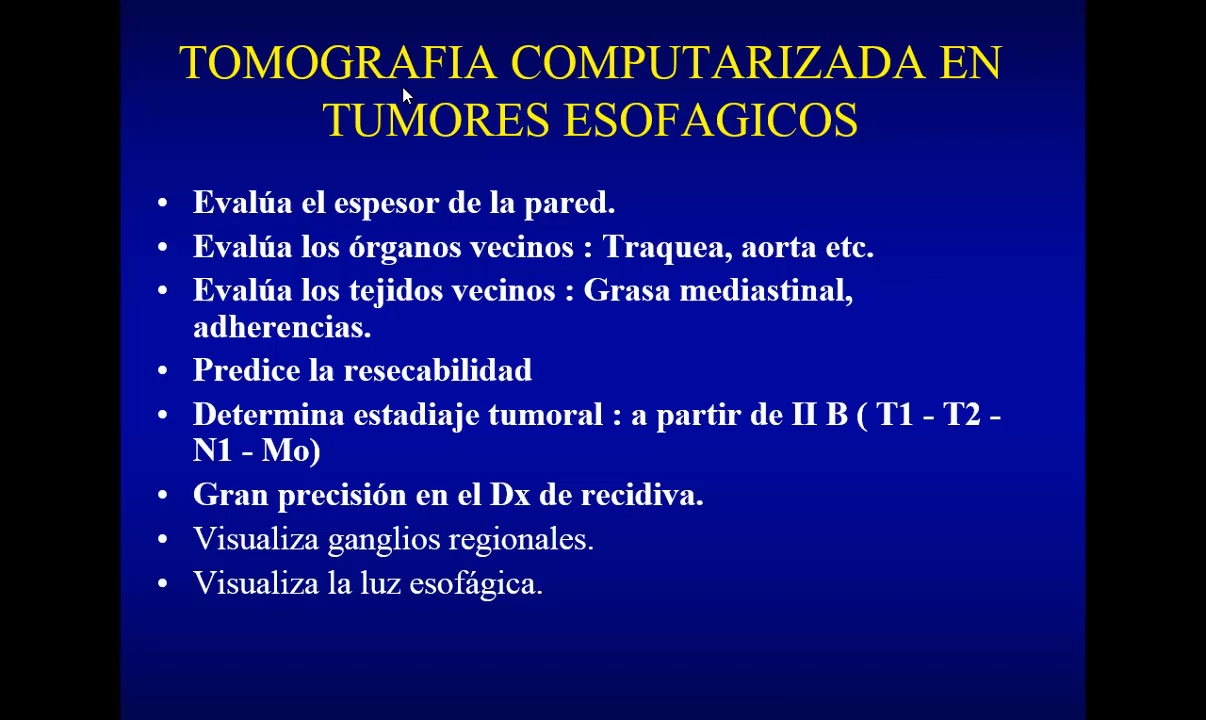 TOMOGRAFIA COMPUTARIZADA EN
TUMORES ESOFAGICOS
• Evalúa el espesor de la pared.
• Evalúa los órganos vecinos : Traquea, aorta etc.
• Evalúa los tejidos vecinos : Grasa mediastinal,
adherencias.
• Predice la resecabilidad
• Determina estadiaje tumoral : a partir de II B ( T1 - T2 -
N1 - Mo)
• Gran precisión en el Dx de recidiva.
• Visualiza ganglios regionales.
• Visualiza la luz esofágica.